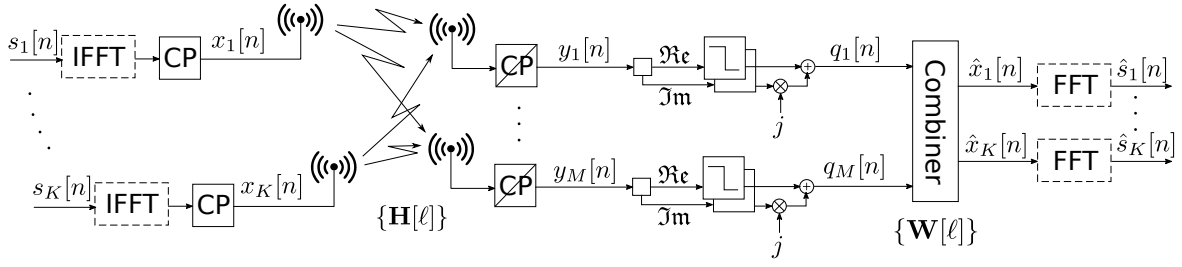 s_1[n] IFFT CP x_1[n]
s_K[n] IFFT CP x_K[n]
{H[ℓ]}
CP y_1[n] ℜe ℑm j q_1[n]
CP y_M[n] ℜe ℑm j q_M[n]
Combiner
{W[ℓ]}
x̂_1[n] FFT ŝ_1[n]
x̂_K[n] FFT ŝ_K[n]